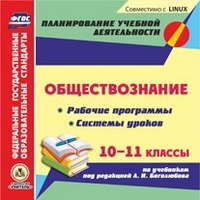 Совместимо с LINUX
ФГОС
ПЛАНИРОВАНИЕ УЧЕБНОЙ
ДЕЯТЕЛЬНОСТИ
ФЕДЕРАЛЬНЫЕ ГОСУДАРСТВЕННЫЕ
ОБРАЗОВАТЕЛЬНЫЕ СТАНДАРТЫ
ОБЩЕСТВОЗНАНИЕ
Рабочие программы
Системы уроков
10-11 КЛАССЫ
по учебникам
под редакцией Л. Н. Боголюбова
УЧИТЕЛЬ